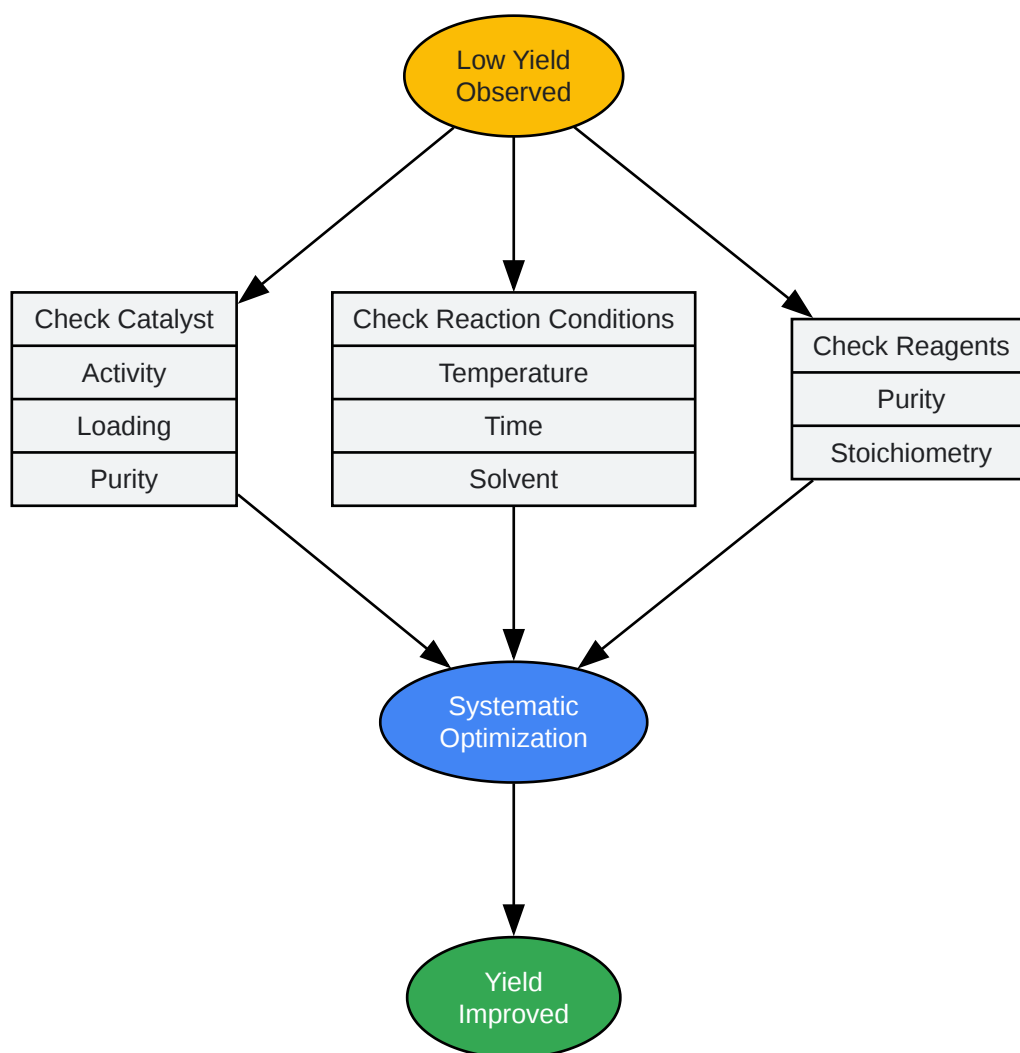 Low Yield
Observed
Check Catalyst
Activity
Loading
Purity
Check Reaction Conditions
Temperature
Time
Solvent
Check Reagents
Purity
Stoichiometry
Systematic
Optimization
Yield
Improved